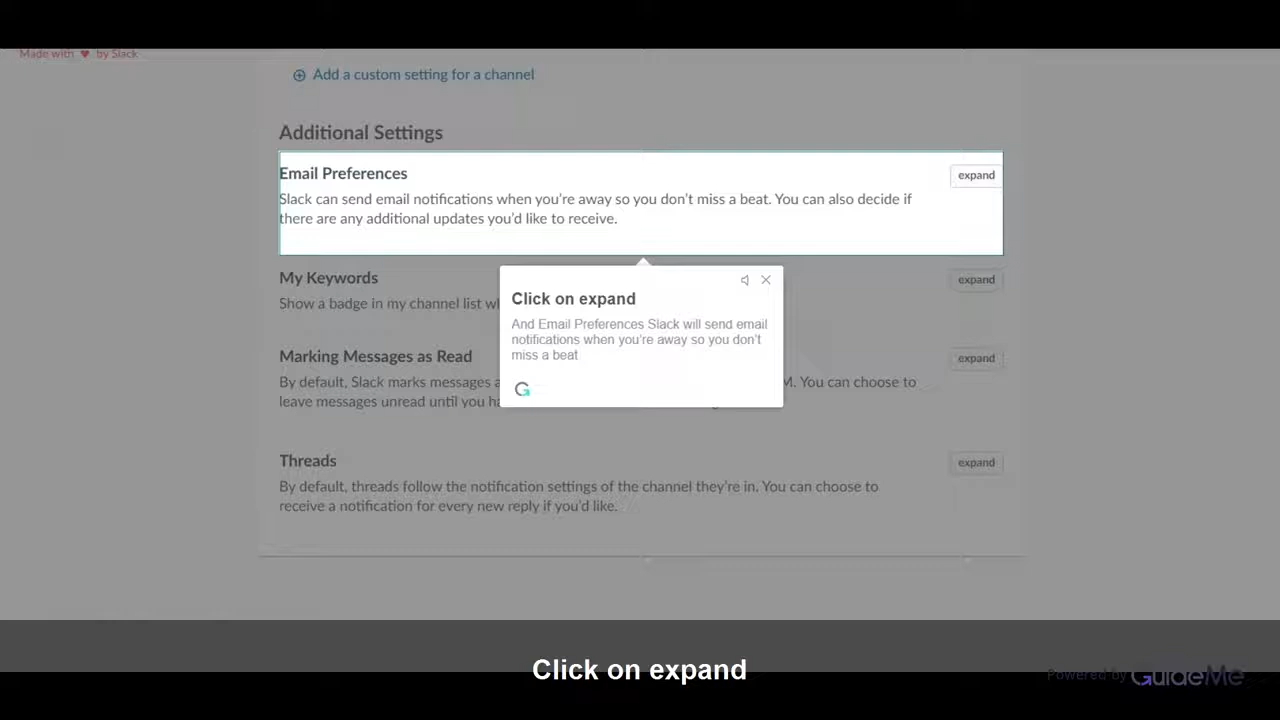 Made with ♥ by Slack
Add a custom setting for a channel
Additional Settings
Email Preferences
expand
Slack can send email notifications when you're away so you don't miss a beat. You can also decide if
there are any additional updates you'd like to receive.
My Keywords
expand
Show a badge in my channel list
Click on expand
And Email Preferences Slack will send email
notifications when you're away so you don't
miss a beat
Marking Messages as Read
expand
By default, Slack marks messages
. You can choose to
leave messages unread until you
Threads
expand
By default, threads follow the notification settings of the channel they're in. You can choose to
receive a notification for every new reply if you'd like.
Click on expand
Powered by GuideMe